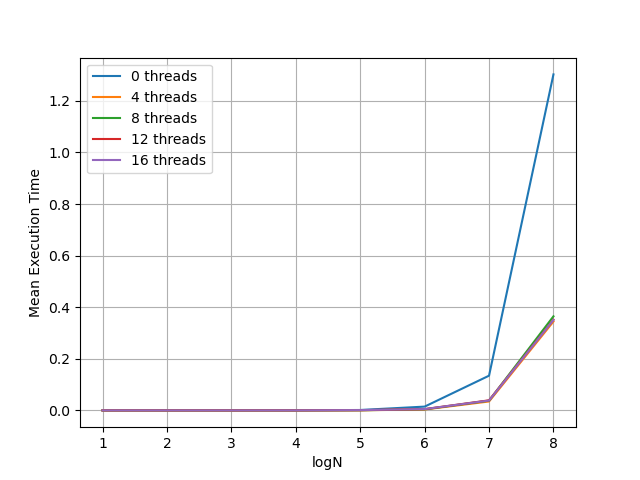 0 threads
4 threads
8 threads
12 threads
16 threads
1.2
1.0
0.8
0.6
0.4
0.2
0.0
Mean Execution Time
1 2 3 4 5 6 7 8
logN